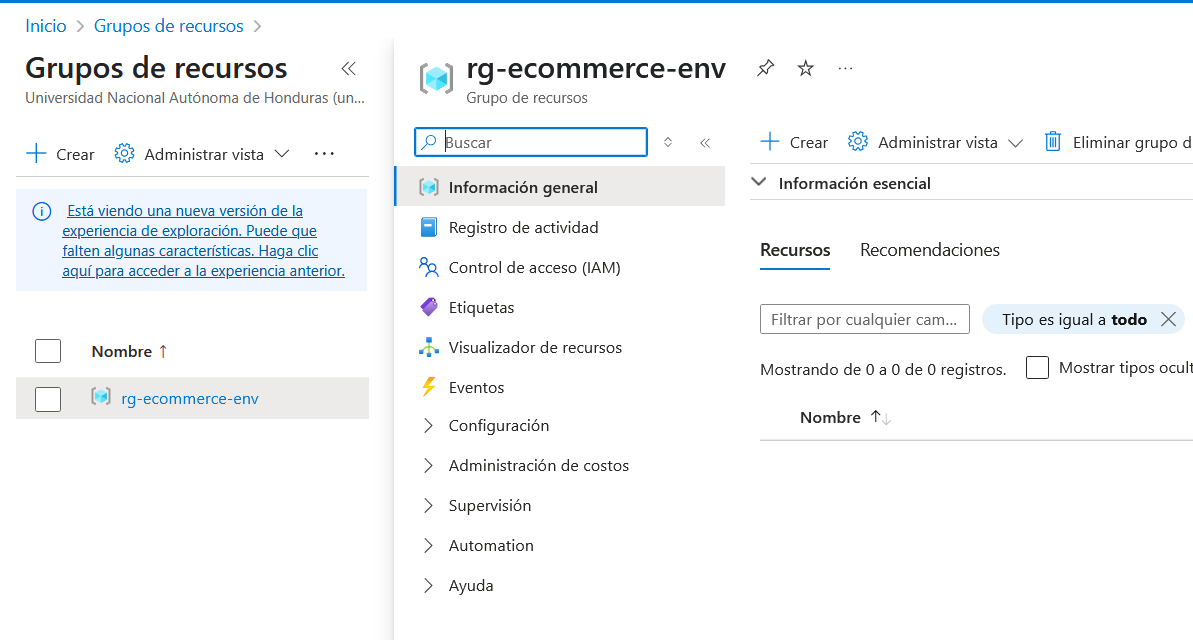 Inicio > Grupos de recursos >
Grupos de recursos
Universidad Nacional Autónoma de Honduras (un...
Crear
Administrar vista
...
Está viendo una nueva versión de la
experiencia de exploración. Puede que
falten algunas características. Haga clic
aquí para acceder a la experiencia anterior.
Nombre ↑
rg-ecommerce-env
rg-ecommerce-env
...
Grupo de recursos
Buscar
Información general
Registro de actividad
Control de acceso (IAM)
Etiquetas
Visualizador de recursos
Eventos
Configuración
Administración de costos
Supervisión
Automation
Ayuda
Crear
Administrar vista
Eliminar grupo d
Información esencial
Recursos
Recomendaciones
Filtrar por cualquier cam...
Tipo es igual a todo
Mostrando de 0 a 0 de 0 registros.
Mostrar tipos ocult
Nombre ↑↓